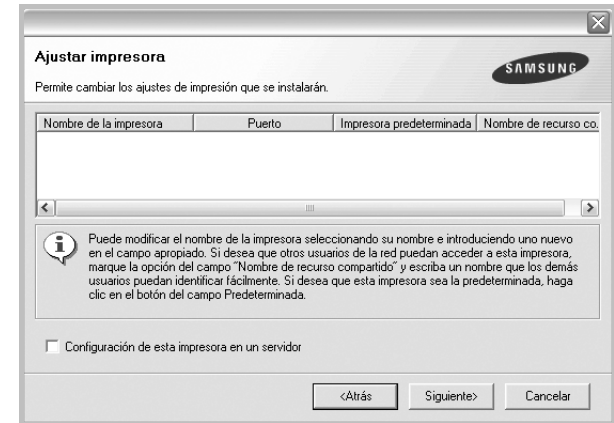 Ajustar impresora
SAMSUNG
Permite cambiar los ajustes de impresión que se instalarán.
Nombre de la impresora Puerto Impresora predeterminada Nombre de recurso co.
Puede modificar el nombre de la impresora seleccionando su nombre e introduciendo uno nuevo
en el campo apropiado. Si desea que otros usuarios de la red puedan acceder a esta impresora,
marque la opción del campo "Nombre de recurso compartido" y escriba un nombre que los demás
usuarios puedan identificar fácilmente. Si desea que esta impresora sea la predeterminada, haga
clic en el botón del campo Predeterminada.
Configuración de esta impresora en un servidor
<Atrás Siguiente> Cancelar